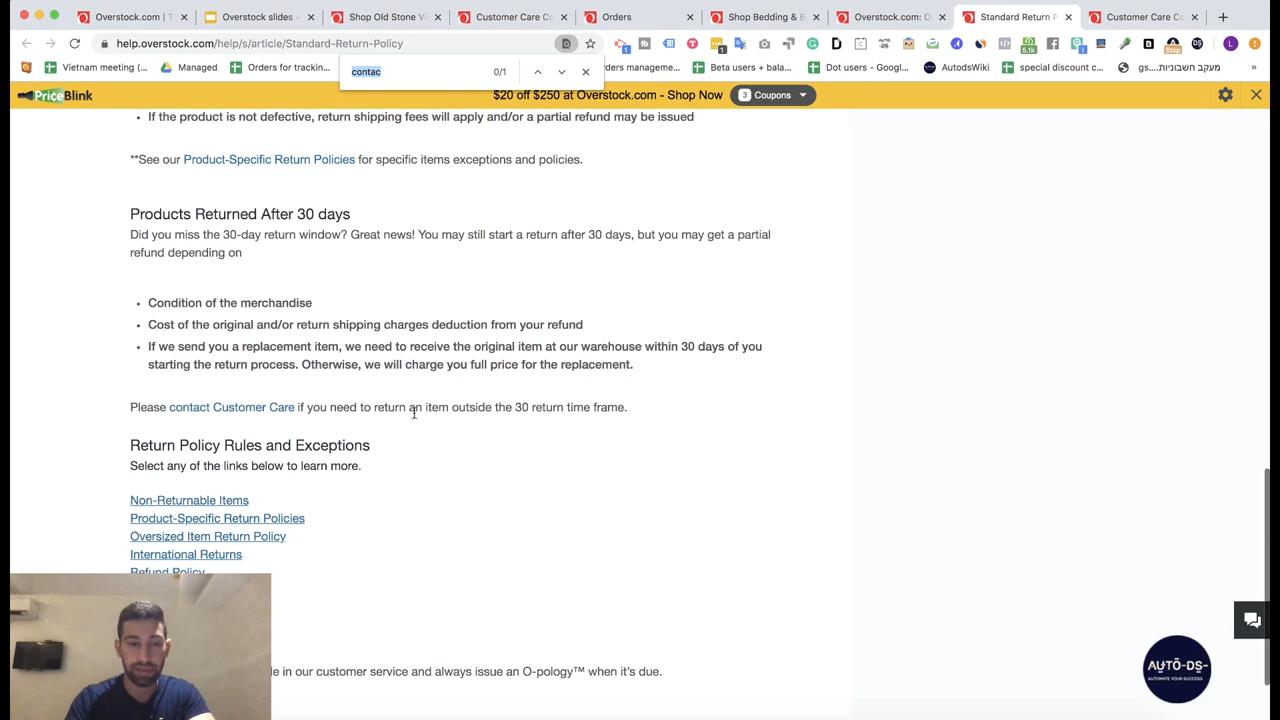 Overstock.com | T
Overstock slides -
Shop Old Stone Vi
Customer Care Co
Orders
Shop Bedding & B
Overstock.com: O
Standard Return P
Customer Care Co
help.overstock.com/help/s/article/Standard-Return-Policy
Vietnam meeting
Managed
Orders for trackin...
rders manageme...
Beta users + bala...
Dot users - Googl...
AutodsWiki
special discount c...
מעקב חשבוניות - gs...
contac 0/1
PriceBlink
$20 off $250 at Overstock.com - Shop Now
3 Coupons
If the product is not defective, return shipping fees will apply and/or a partial refund may be issued
**See our Product-Specific Return Policies for specific items exceptions and policies.
Products Returned After 30 days
Did you miss the 30-day return window? Great news! You may still start a return after 30 days, but you may get a partial
refund depending on
Condition of the merchandise
Cost of the original and/or return shipping charges deduction from your refund
If we send you a replacement item, we need to receive the original item at our warehouse within 30 days of you
starting the return process. Otherwise, we will charge you full price for the replacement.
Please contact Customer Care if you need to return an item outside the 30 return time frame.
Return Policy Rules and Exceptions
Select any of the links below to learn more.
Non-Returnable Items
Product-Specific Return Policies
Oversized Item Return Policy
International Returns
Refund Policy
in our customer service and always issue an O-pology™ when it's due.
AUTO-DS-
AUTOMATE YOUR SUCCESS